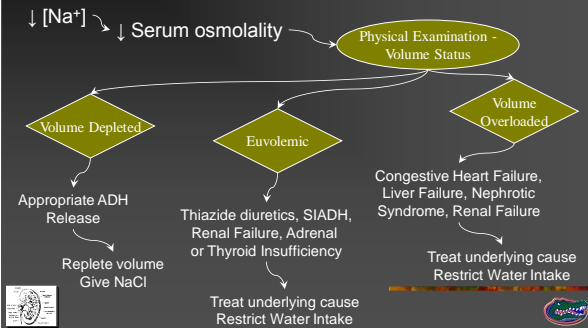 ↓ [Na⁺]
↓ Serum osmolality
Physical Examination -
Volume Status
Volume Depleted
Euvolemic
Volume
Overloaded
Appropriate ADH
Release
Replete volume
Give NaCl
Thiazide diuretics, SIADH,
Renal Failure, Adrenal
or Thyroid Insufficiency
Treat underlying cause
Restrict Water Intake
Congestive Heart Failure,
Liver Failure, Nephrotic
Syndrome, Renal Failure
Treat underlying cause
Restrict Water Intake